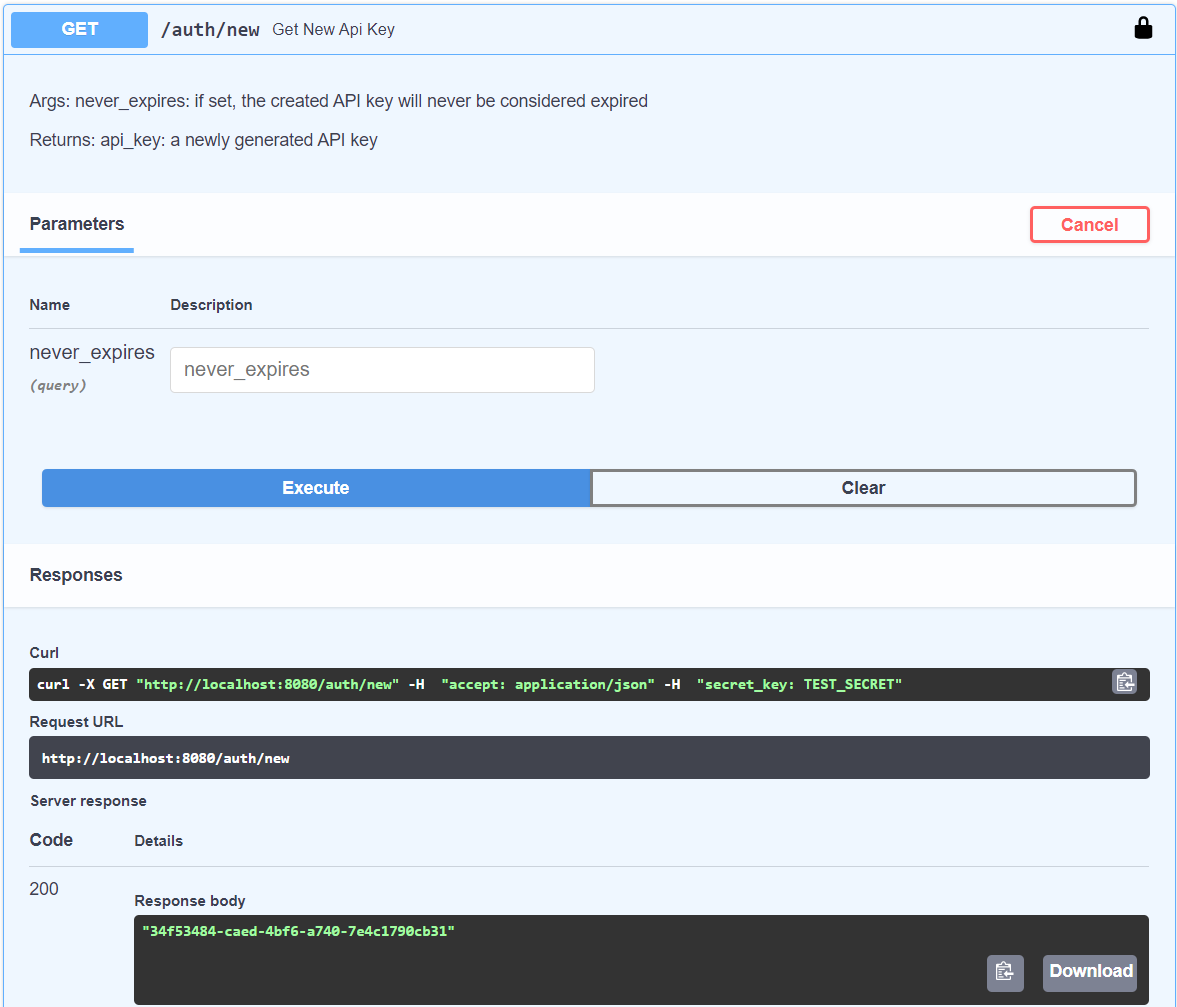 GET /auth/new Get New Api Key
Args: never_expires: if set, the created API key will never be considered expired
Returns: api_key: a newly generated API key
Parameters Cancel
Name Description
never_expires never_expires
(query)
Execute Clear
Responses
Curl
curl -X GET "http://localhost:8080/auth/new" -H  "accept: application/json" -H  "secret_key: TEST_SECRET"
Request URL
http://localhost:8080/auth/new
Server response
Code Details
200
Response body
"34f53484-caed-4bf6-a740-7e4c1790cb31"
Download